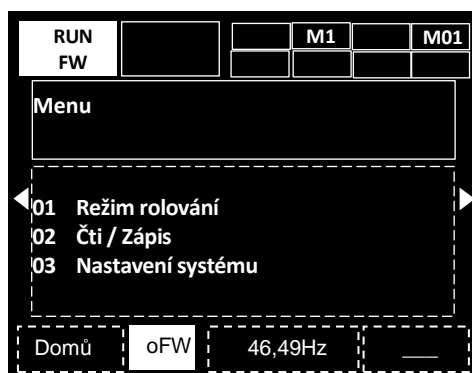 RUN M1 M01
FW
Menu
01 Režim rolování
02 Čti / Zápis
03 Nastavení systému
Domů oFW 46,49Hz ___